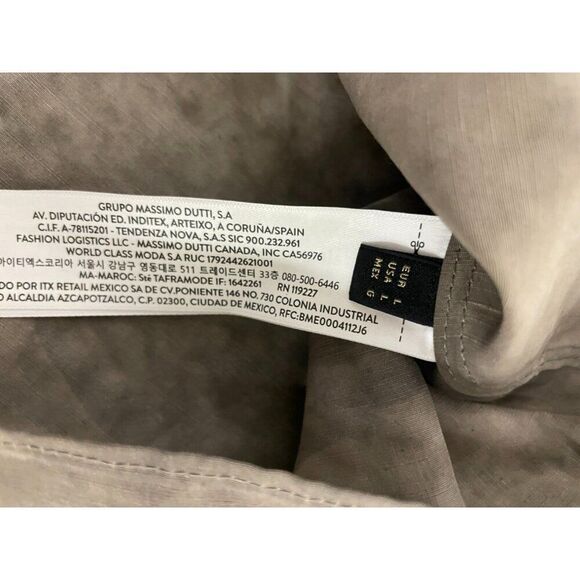 GRUPO MASSIMO DUTTI, S.A
AV. DIPUTACIÓN ED. INDITEX, ARTEIXO, A CORUÑA/SPAIN
C.I.F. A-78115201 - TENDENZA NOVA, S.A.S SIC 900.232.961
FASHION LOGISTICS LLC - MASSIMO DUTTI CANADA, INC CA56976
WORLD CLASS MODA S.A RUC 1792442621001
아이티엑스코리아 서울시 강남구 영동대로 511 트레이드센터 33층 080-500-6446
MA-MAROC: Sté TAFRAMODE IF: 1642261 RN 119227
DO POR ITX RETAIL MEXICO SA DE CV.PONIENTE 146 NO. 730 COLONIA INDUSTRIAL
O ALCALDIA AZCAPOTZALCO, C.P. 02300, CIUDAD DE MEXICO, RFC:BME0004112J6
EUR L
USA L
MEX G